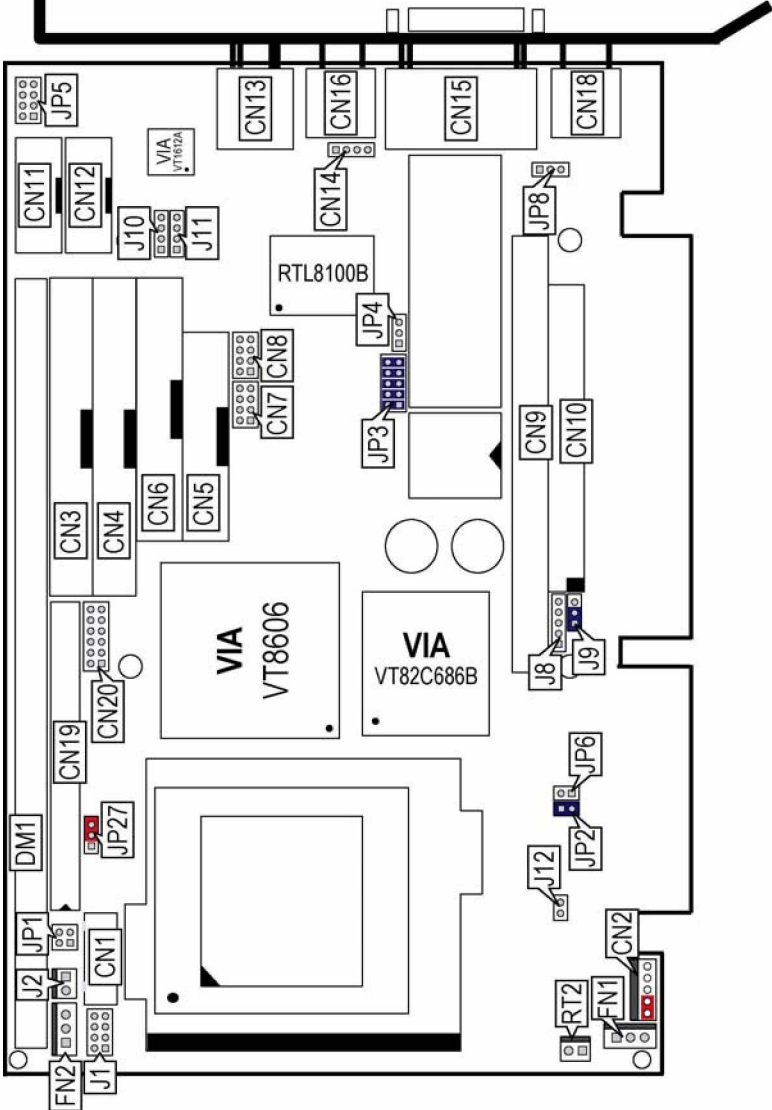 CN13
CN16
CN15
CN18
JP5
VIA
VT1612A
CN14
JP8
CN11
CN12
J10
J11
RTL8100B
JP4
CN8
CN7
JP3
CN9
CN10
CN3
CN4
CN6
CN5
VIA
VT8606
VIA
VT82C686B
J8
J9
CN20
CN19
JP6
JP2
JP27
DM1
J12
JP1
CN1
CN2
J2
RT2
FN1
FN2
J1